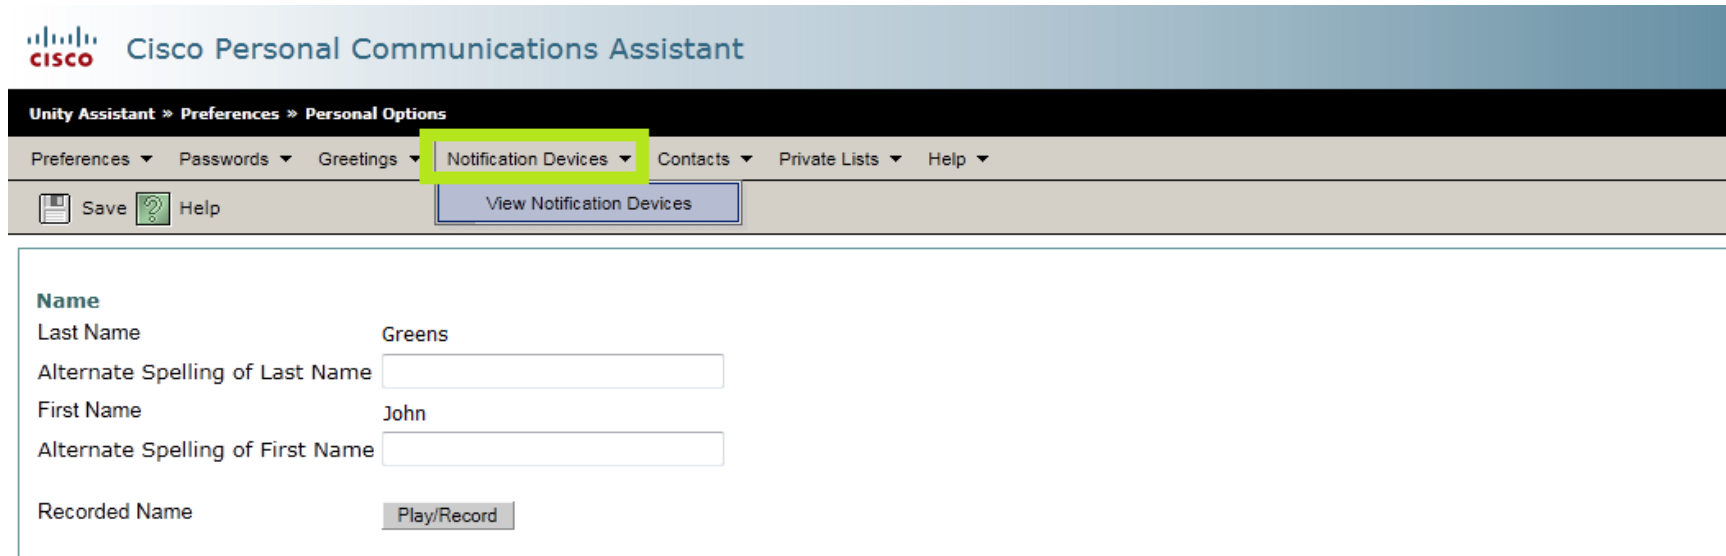 CISCO Cisco Personal Communications Assistant
Unity Assistant » Preferences » Personal Options
Preferences Passwords Greetings Notification Devices Contacts Private Lists Help
Save Help View Notification Devices
Name
Last Name Greens
Alternate Spelling of Last Name
First Name John
Alternate Spelling of First Name
Recorded Name Play/Record